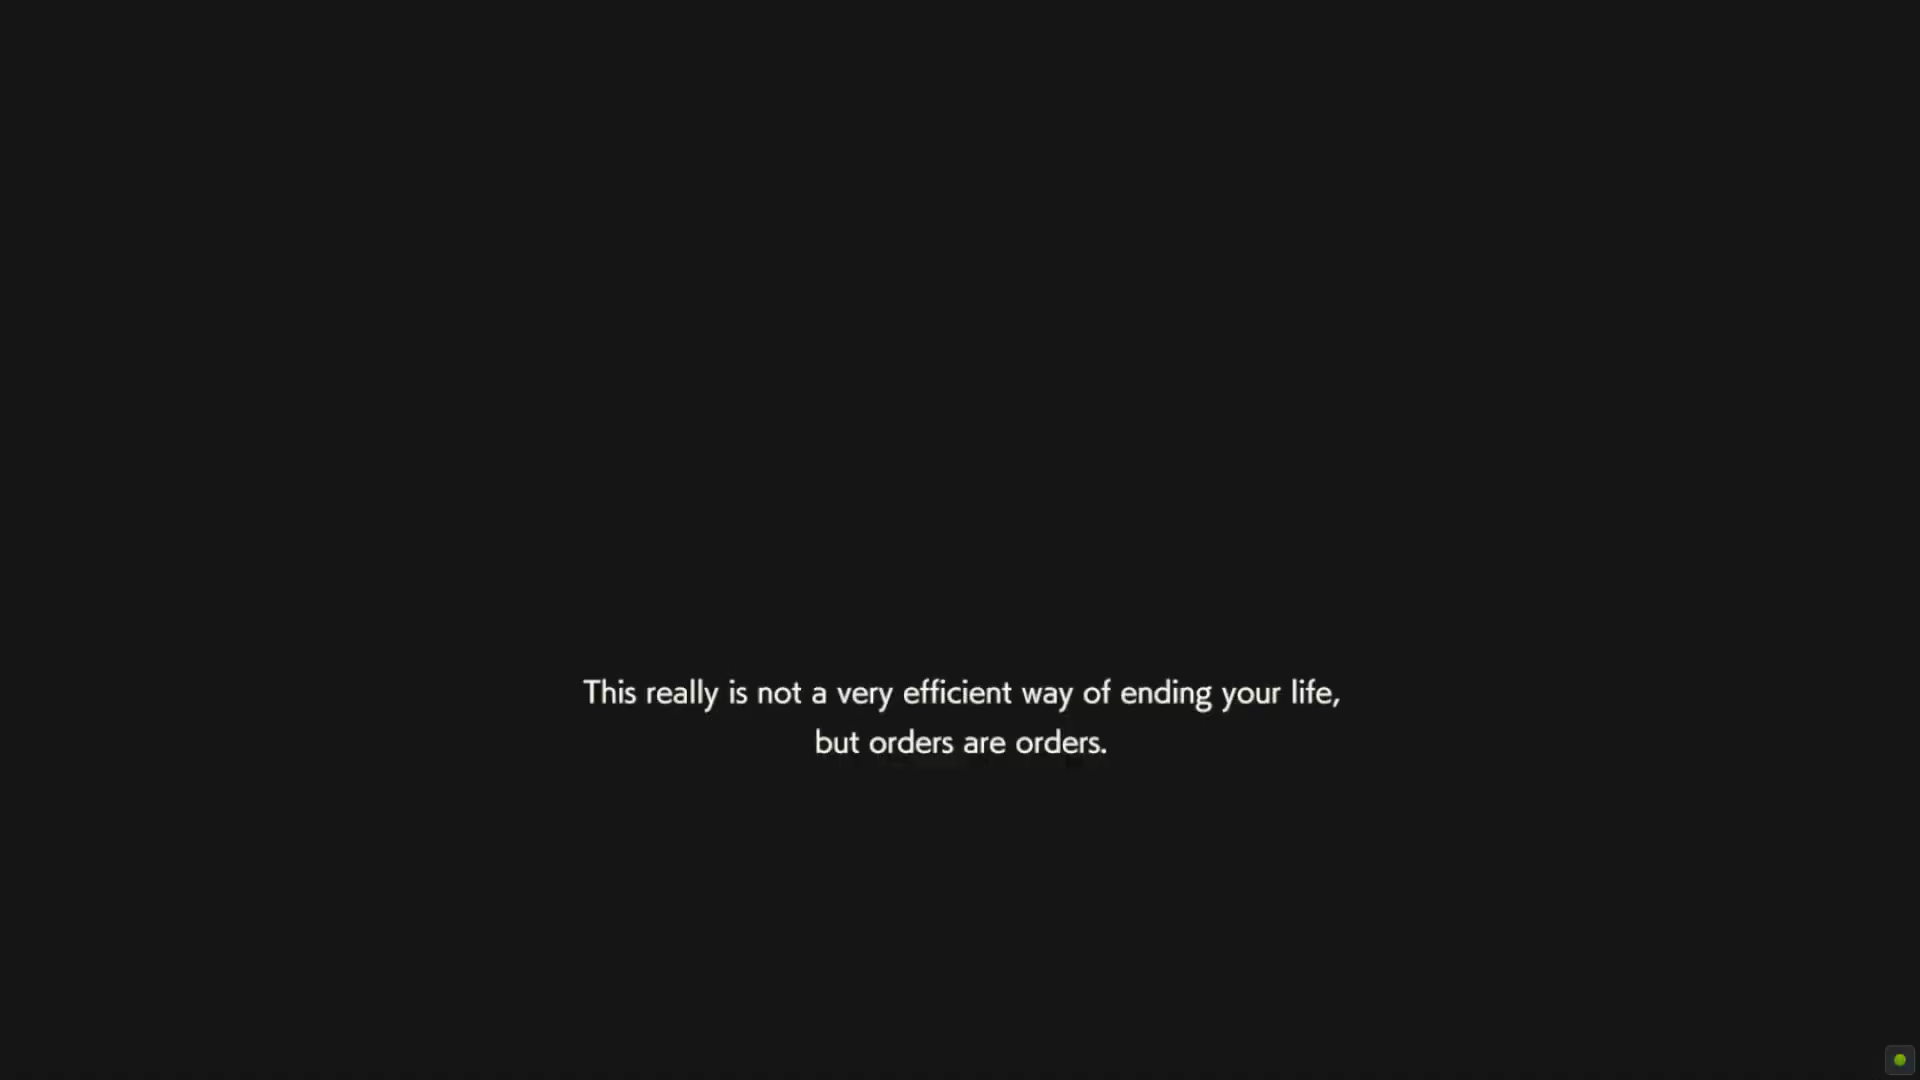 This really is not a very efficient way of ending your life,
but orders are orders.